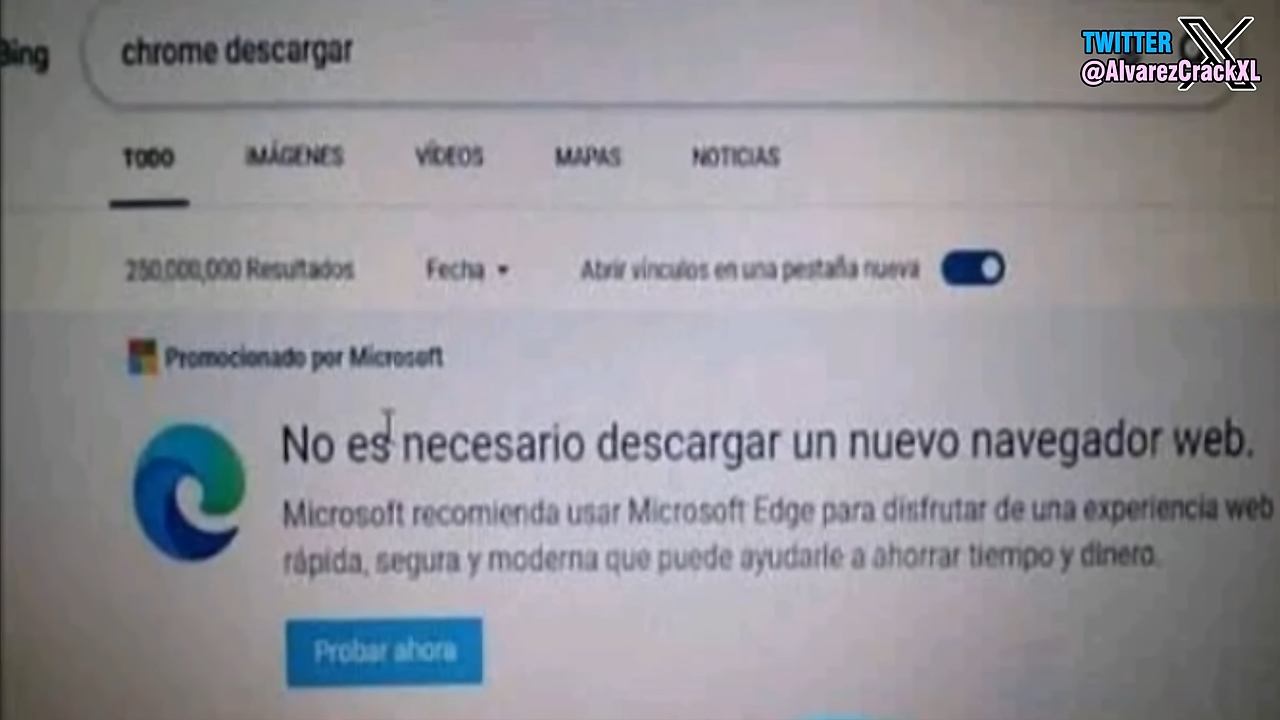 Bing
chrome descargar
TWITTER X
@AlvarezCrackXL
TODO IMÁGENES VÍDEOS MAPAS NOTICIAS
250,000,000 Resultados Fecha Abrir vínculos en una pestaña nueva
Promocionado por Microsoft
No es necesario descargar un nuevo navegador web.
Microsoft recomienda usar Microsoft Edge para disfrutar de una experiencia web
rápida, segura y moderna que puede ayudarle a ahorrar tiempo y dinero.
Probar ahora